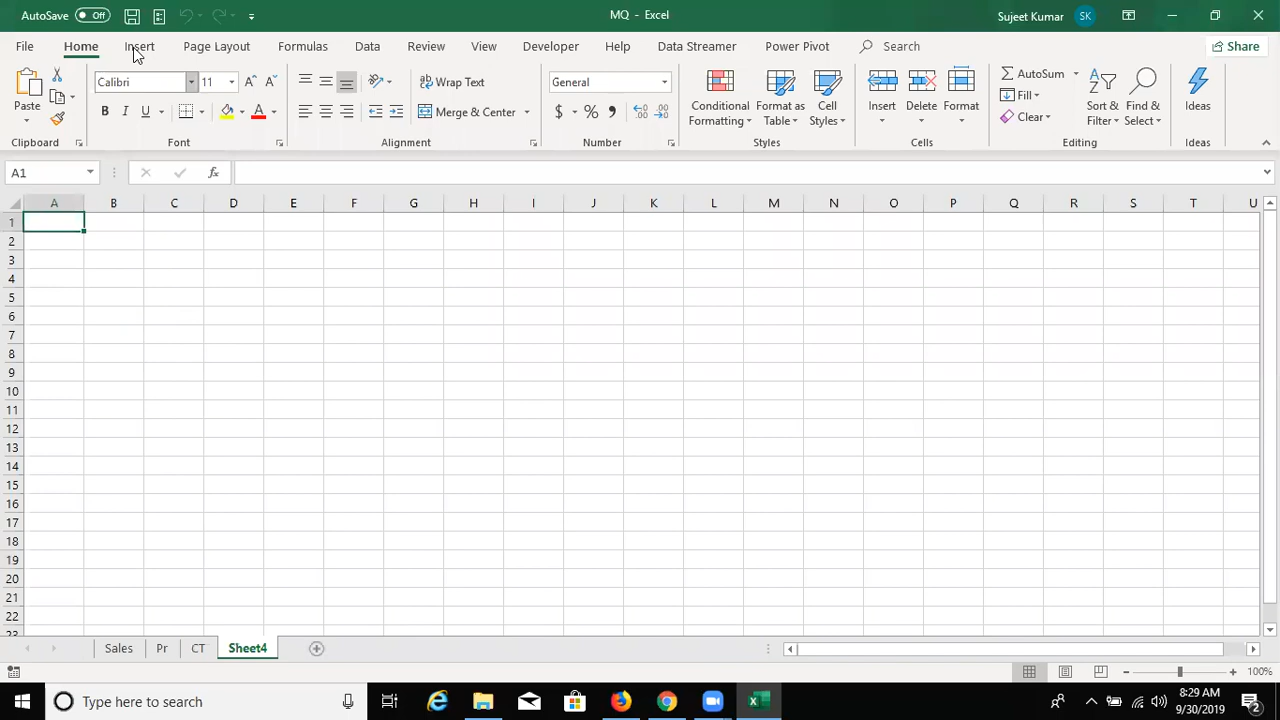 AutoSave Off
MQ - Excel
Sujeet Kumar SK
File Home Insert Page Layout Formulas Data Review View Developer Help Data Streamer Power Pivot Search Share
Paste
Clipboard
Calibri 11
B I U A
Font
Wrap Text
Merge & Center
Alignment
General
$ % ,
Number
Conditional Formatting
Format as Table
Cell Styles
Styles
Insert Delete Format
Cells
AutoSum
Fill
Clear
Sort & Filter
Find & Select
Editing
Ideas
Ideas
A1 fx
A B C D E F G H I J K L M N O P Q R S T U
1
2
3
4
5
6
7
8
9
10
11
12
13
14
15
16
17
18
19
20
21
22
23
Sales Pr CT Sheet4
100%
Type here to search
8:29 AM
9/30/2019
2